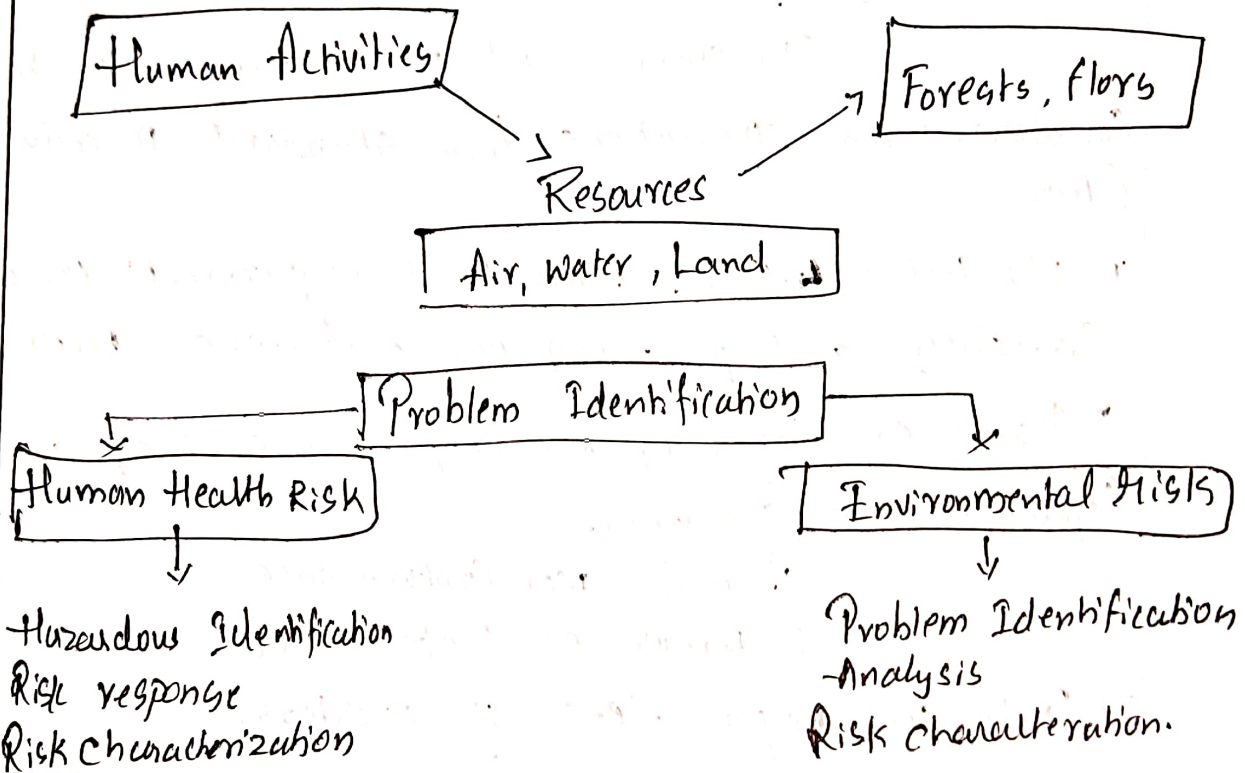 Human Activities
Forests, flors
Resources
Air, water, Land
Problem Identification
Human Health Risk
Environmental risk
Hazardous Identification
Risk response
Risk characterization
Problem Identification
Analysis
Risk characteration.